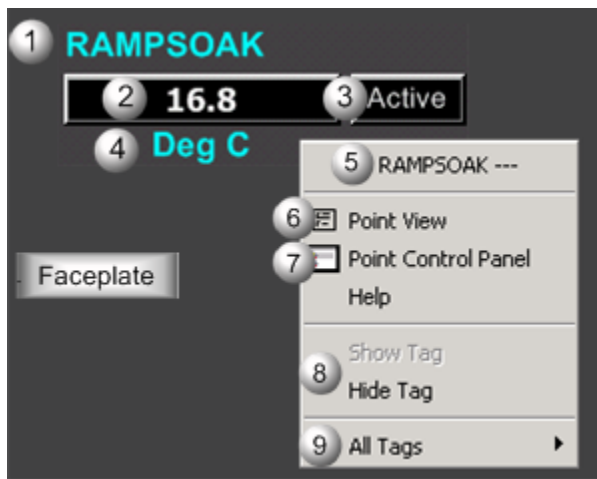 1 RAMPSOAK
2 16.8 3 Active
4 Deg C
5 RAMPSOAK ---
6 Point View
7 Point Control Panel
Faceplate
Help
Show Tag
8
Hide Tag
9 All Tags